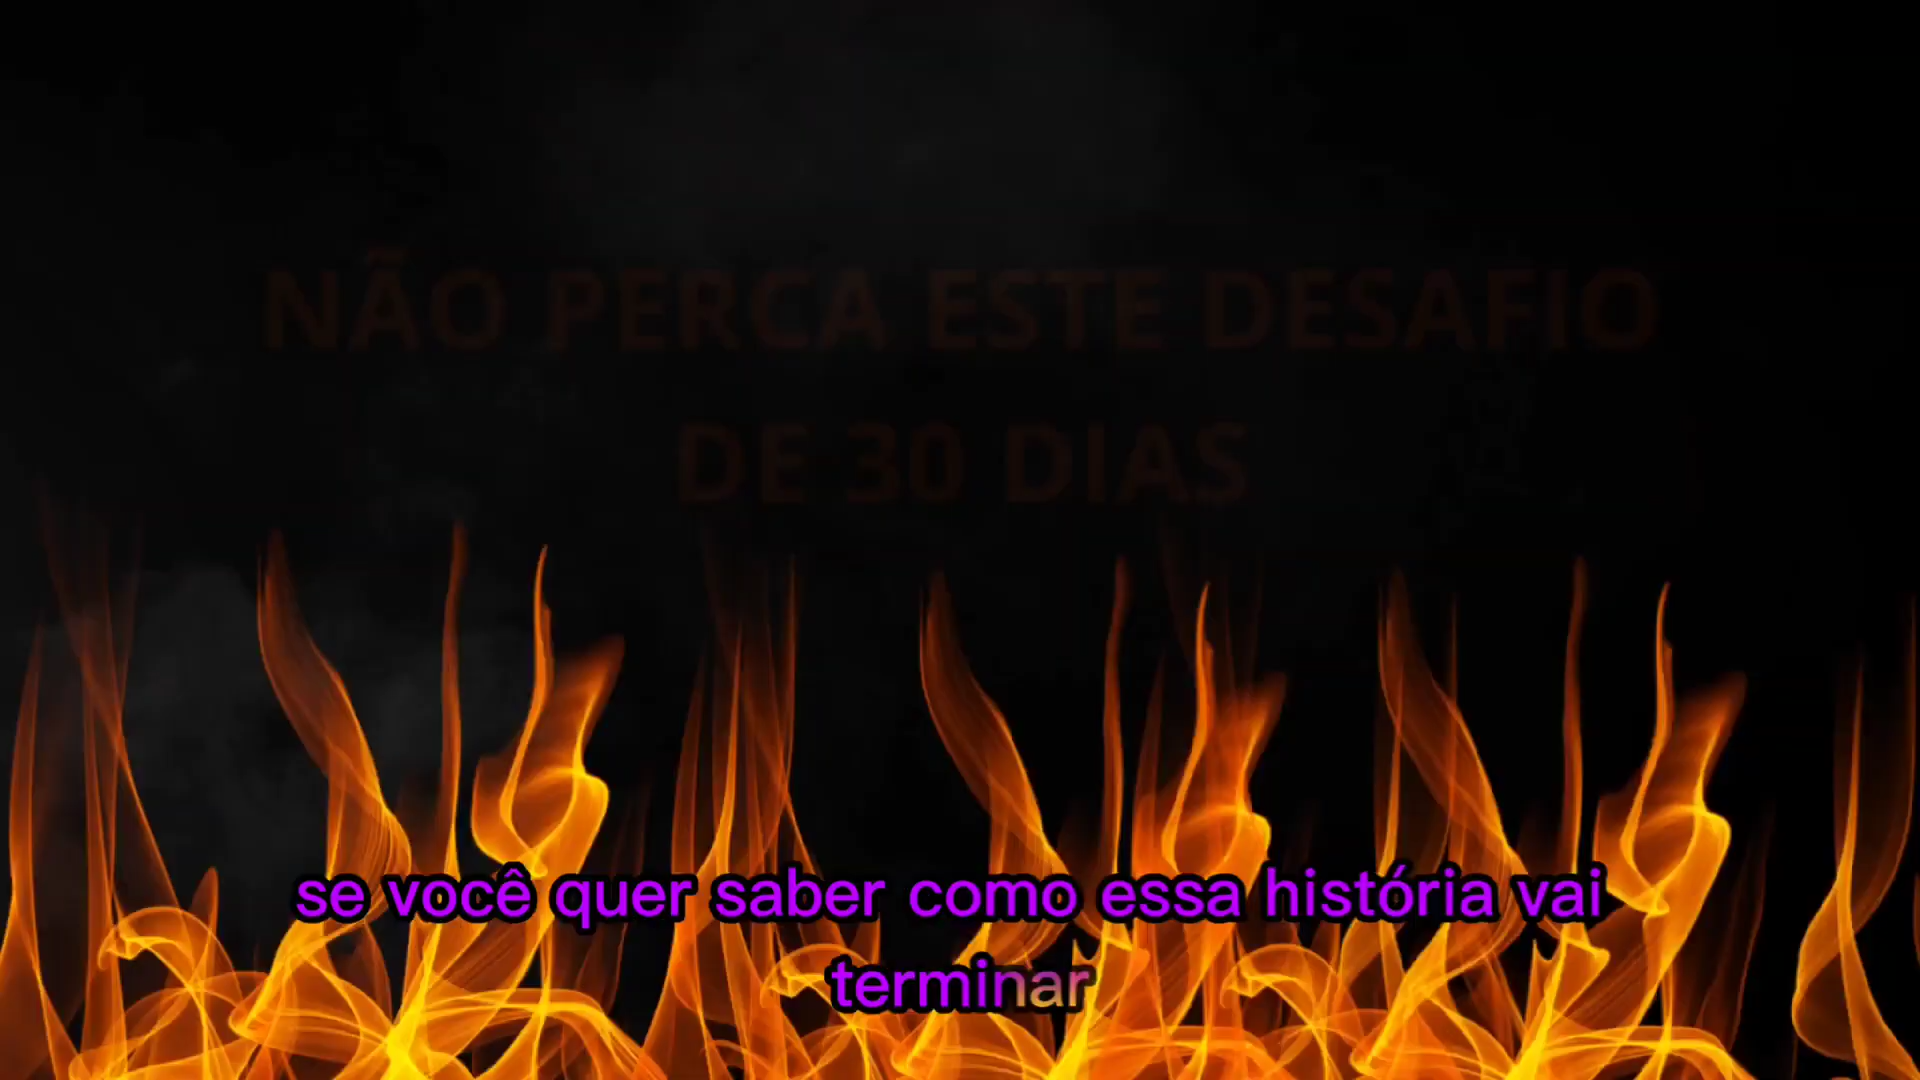 NÃO PERCA ESTE DESAFIO
DE 30 DIAS
se você quer saber como essa história vai
terminar